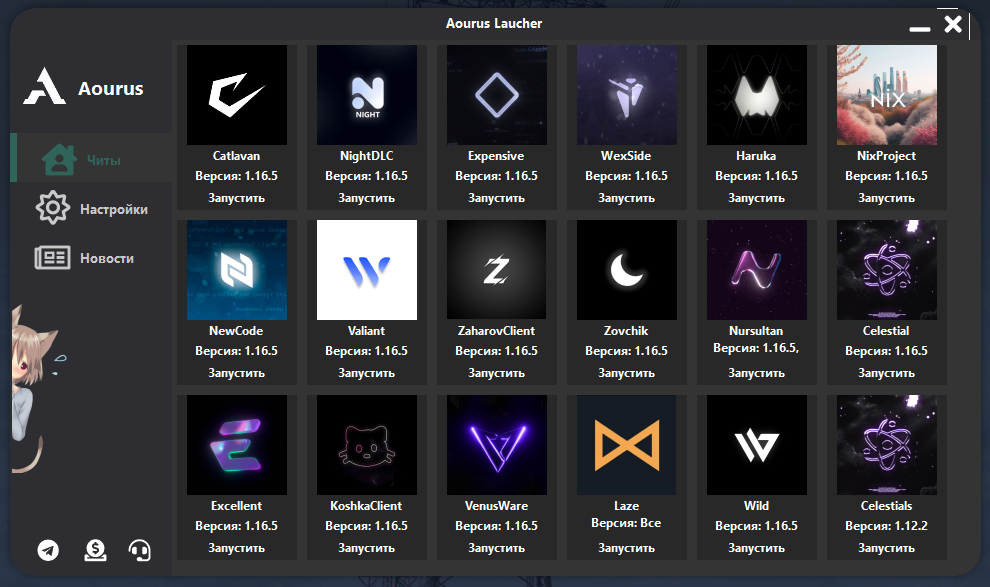 Aourus Laucher
Aourus
Читы
Настройки
Новости
NIGHT
NIX
Catlavan
NightDLC
Expensive
WexSide
Haruka
NixProject
Версия: 1.16.5
Версия: 1.16.5
Версия: 1.16.5
Версия: 1.16.5
Версия: 1.16.5
Версия: 1.16.5
Запустить
Запустить
Запустить
Запустить
Запустить
Запустить
NewCode
Valiant
ZaharovClient
Zovchik
Nursultan
Celestial
Версия: 1.16.5
Версия: 1.16.5
Версия: 1.16.5
Версия: 1.16.5
Версия: 1.16.5,
Версия: 1.16.5
Запустить
Запустить
Запустить
Запустить
Запустить
Запустить
Excellent
KoshkaClient
VenusWare
Laze
Wild
Celestials
Версия: 1.16.5
Версия: 1.16.5
Версия: 1.16.5
Версия: Все
Версия: 1.16.5
Версия: 1.12.2
Запустить
Запустить
Запустить
Запустить
Запустить
Запустить